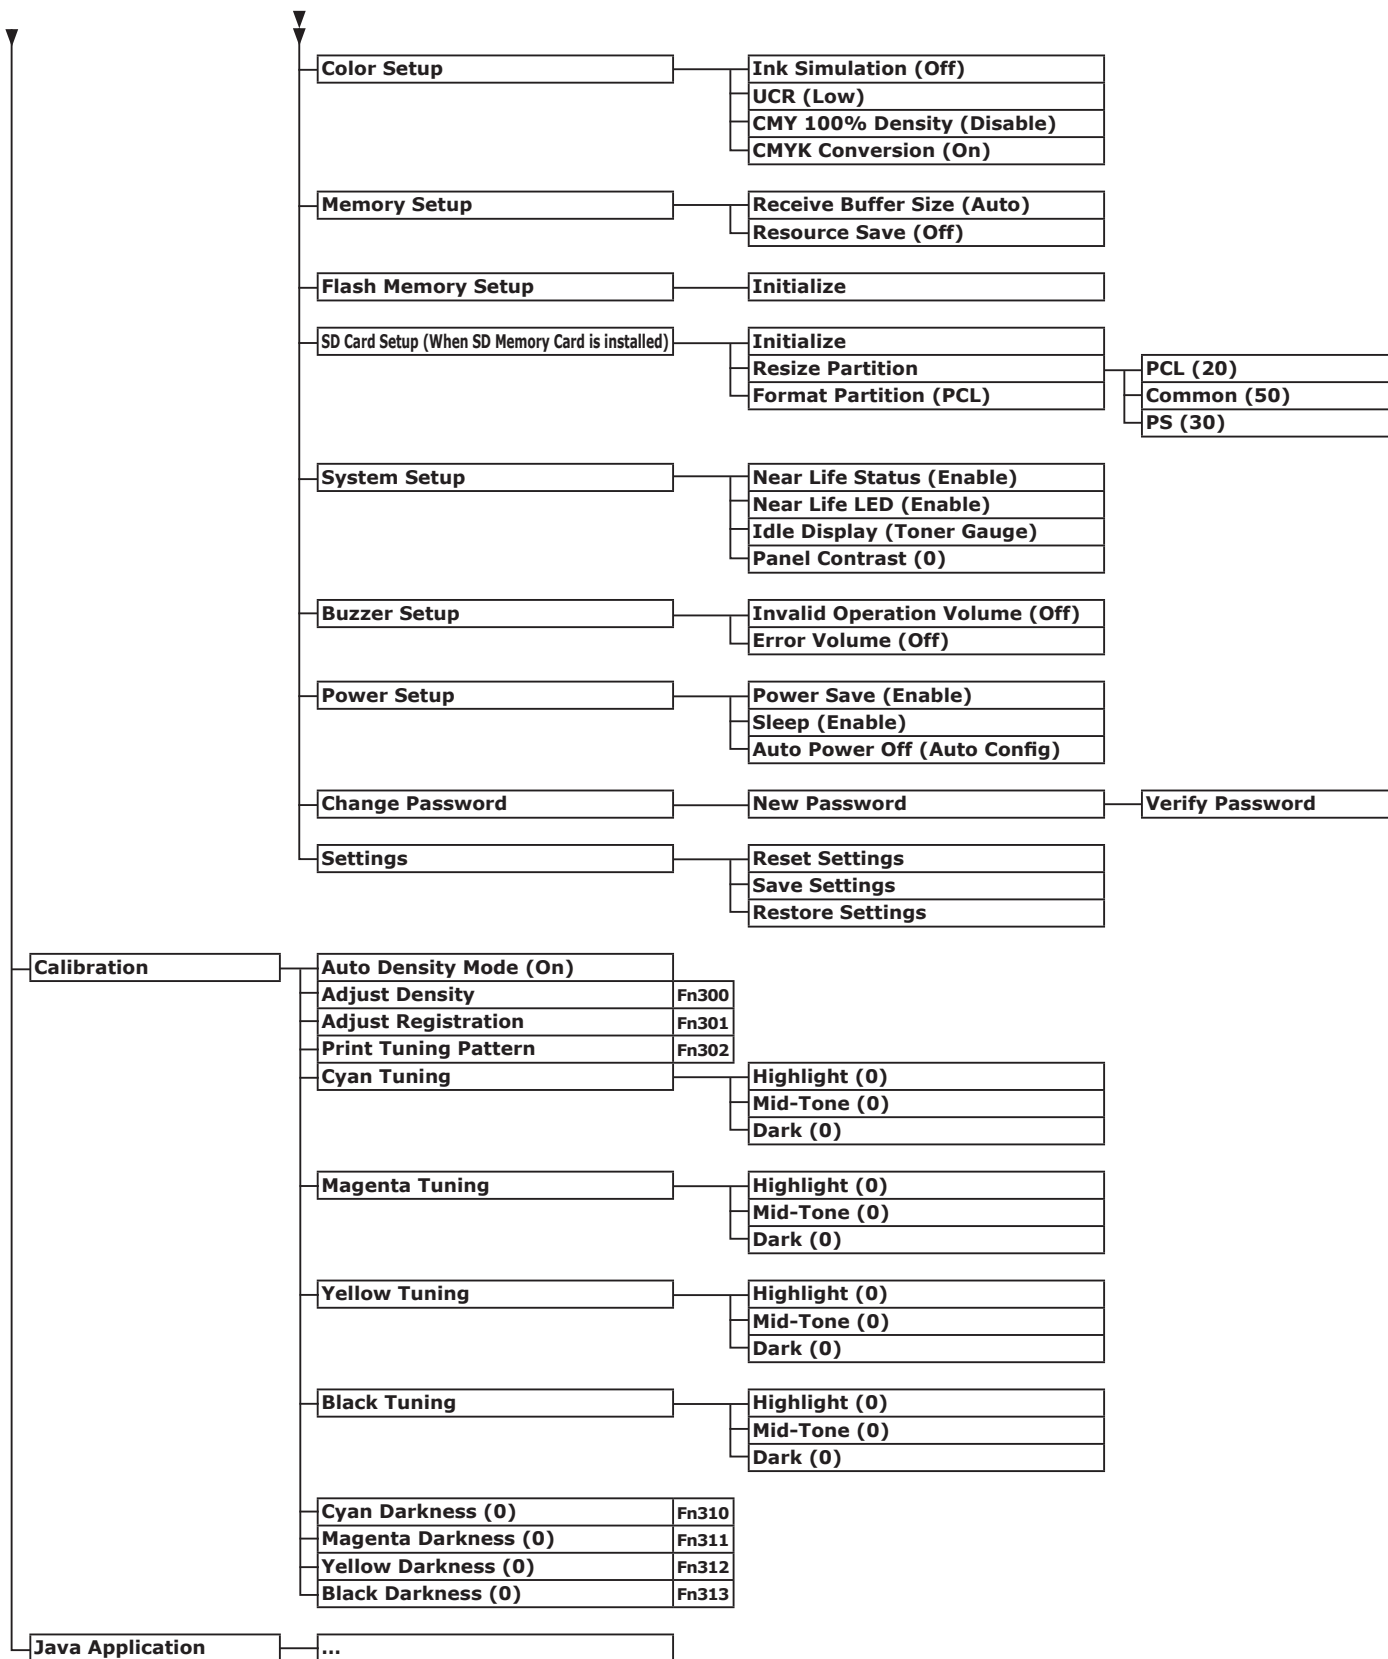 Color Setup
Ink Simulation (Off)
UCR (Low)
CMY 100% Density (Disable)
CMYK Conversion (On)
Memory Setup
Receive Buffer Size (Auto)
Resource Save (Off)
Flash Memory Setup
Initialize
SD Card Setup (When SD Memory Card is installed)
Initialize
Resize Partition
PCL (20)
Format Partition (PCL)
Common (50)
PS (30)
System Setup
Near Life Status (Enable)
Near Life LED (Enable)
Idle Display (Toner Gauge)
Panel Contrast (0)
Buzzer Setup
Invalid Operation Volume (Off)
Error Volume (Off)
Power Setup
Power Save (Enable)
Sleep (Enable)
Auto Power Off (Auto Config)
Change Password
New Password
Verify Password
Settings
Reset Settings
Save Settings
Restore Settings
Calibration
Auto Density Mode (On)
Adjust Density Fn300
Adjust Registration Fn301
Print Tuning Pattern Fn302
Cyan Tuning
Highlight (0)
Mid-Tone (0)
Dark (0)
Magenta Tuning
Highlight (0)
Mid-Tone (0)
Dark (0)
Yellow Tuning
Highlight (0)
Mid-Tone (0)
Dark (0)
Black Tuning
Highlight (0)
Mid-Tone (0)
Dark (0)
Cyan Darkness (0) Fn310
Magenta Darkness (0) Fn311
Yellow Darkness (0) Fn312
Black Darkness (0) Fn313
Java Application
...